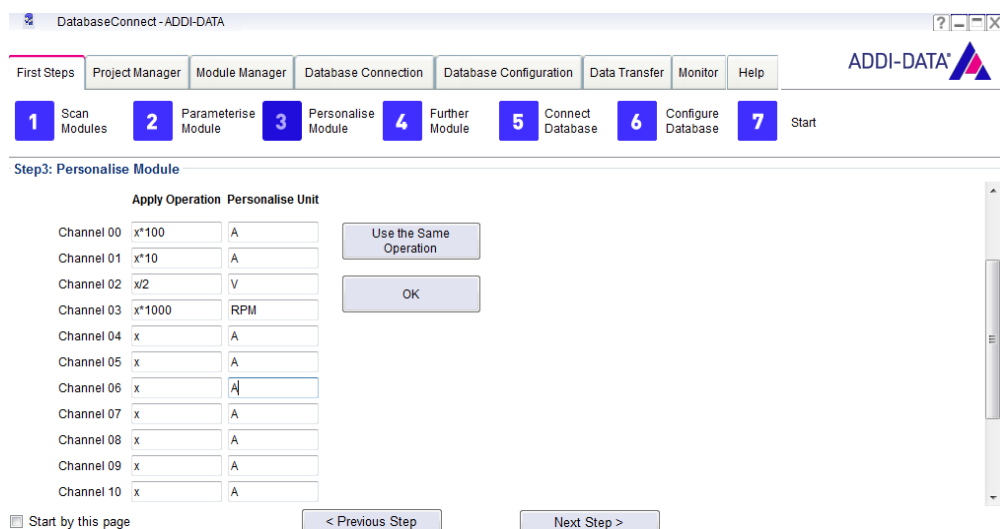 DatabaseConnect - ADDI-DATA
First Steps Project Manager Module Manager Database Connection Database Configuration Data Transfer Monitor Help
ADDI-DATA
1 Scan Modules 2 Parameterise Module 3 Personalise Module 4 Further Module 5 Connect Database 6 Configure Database 7 Start
Step3: Personalise Module
Apply Operation Personalise Unit
Channel 00 x*100 A
Use the Same Operation
Channel 01 x*10 A
Channel 02 x/2 V
OK
Channel 03 x*1000 RPM
Channel 04 x A
Channel 05 x A
Channel 06 x A
Channel 07 x A
Channel 08 x A
Channel 09 x A
Channel 10 x A
Start by this page < Previous Step Next Step >